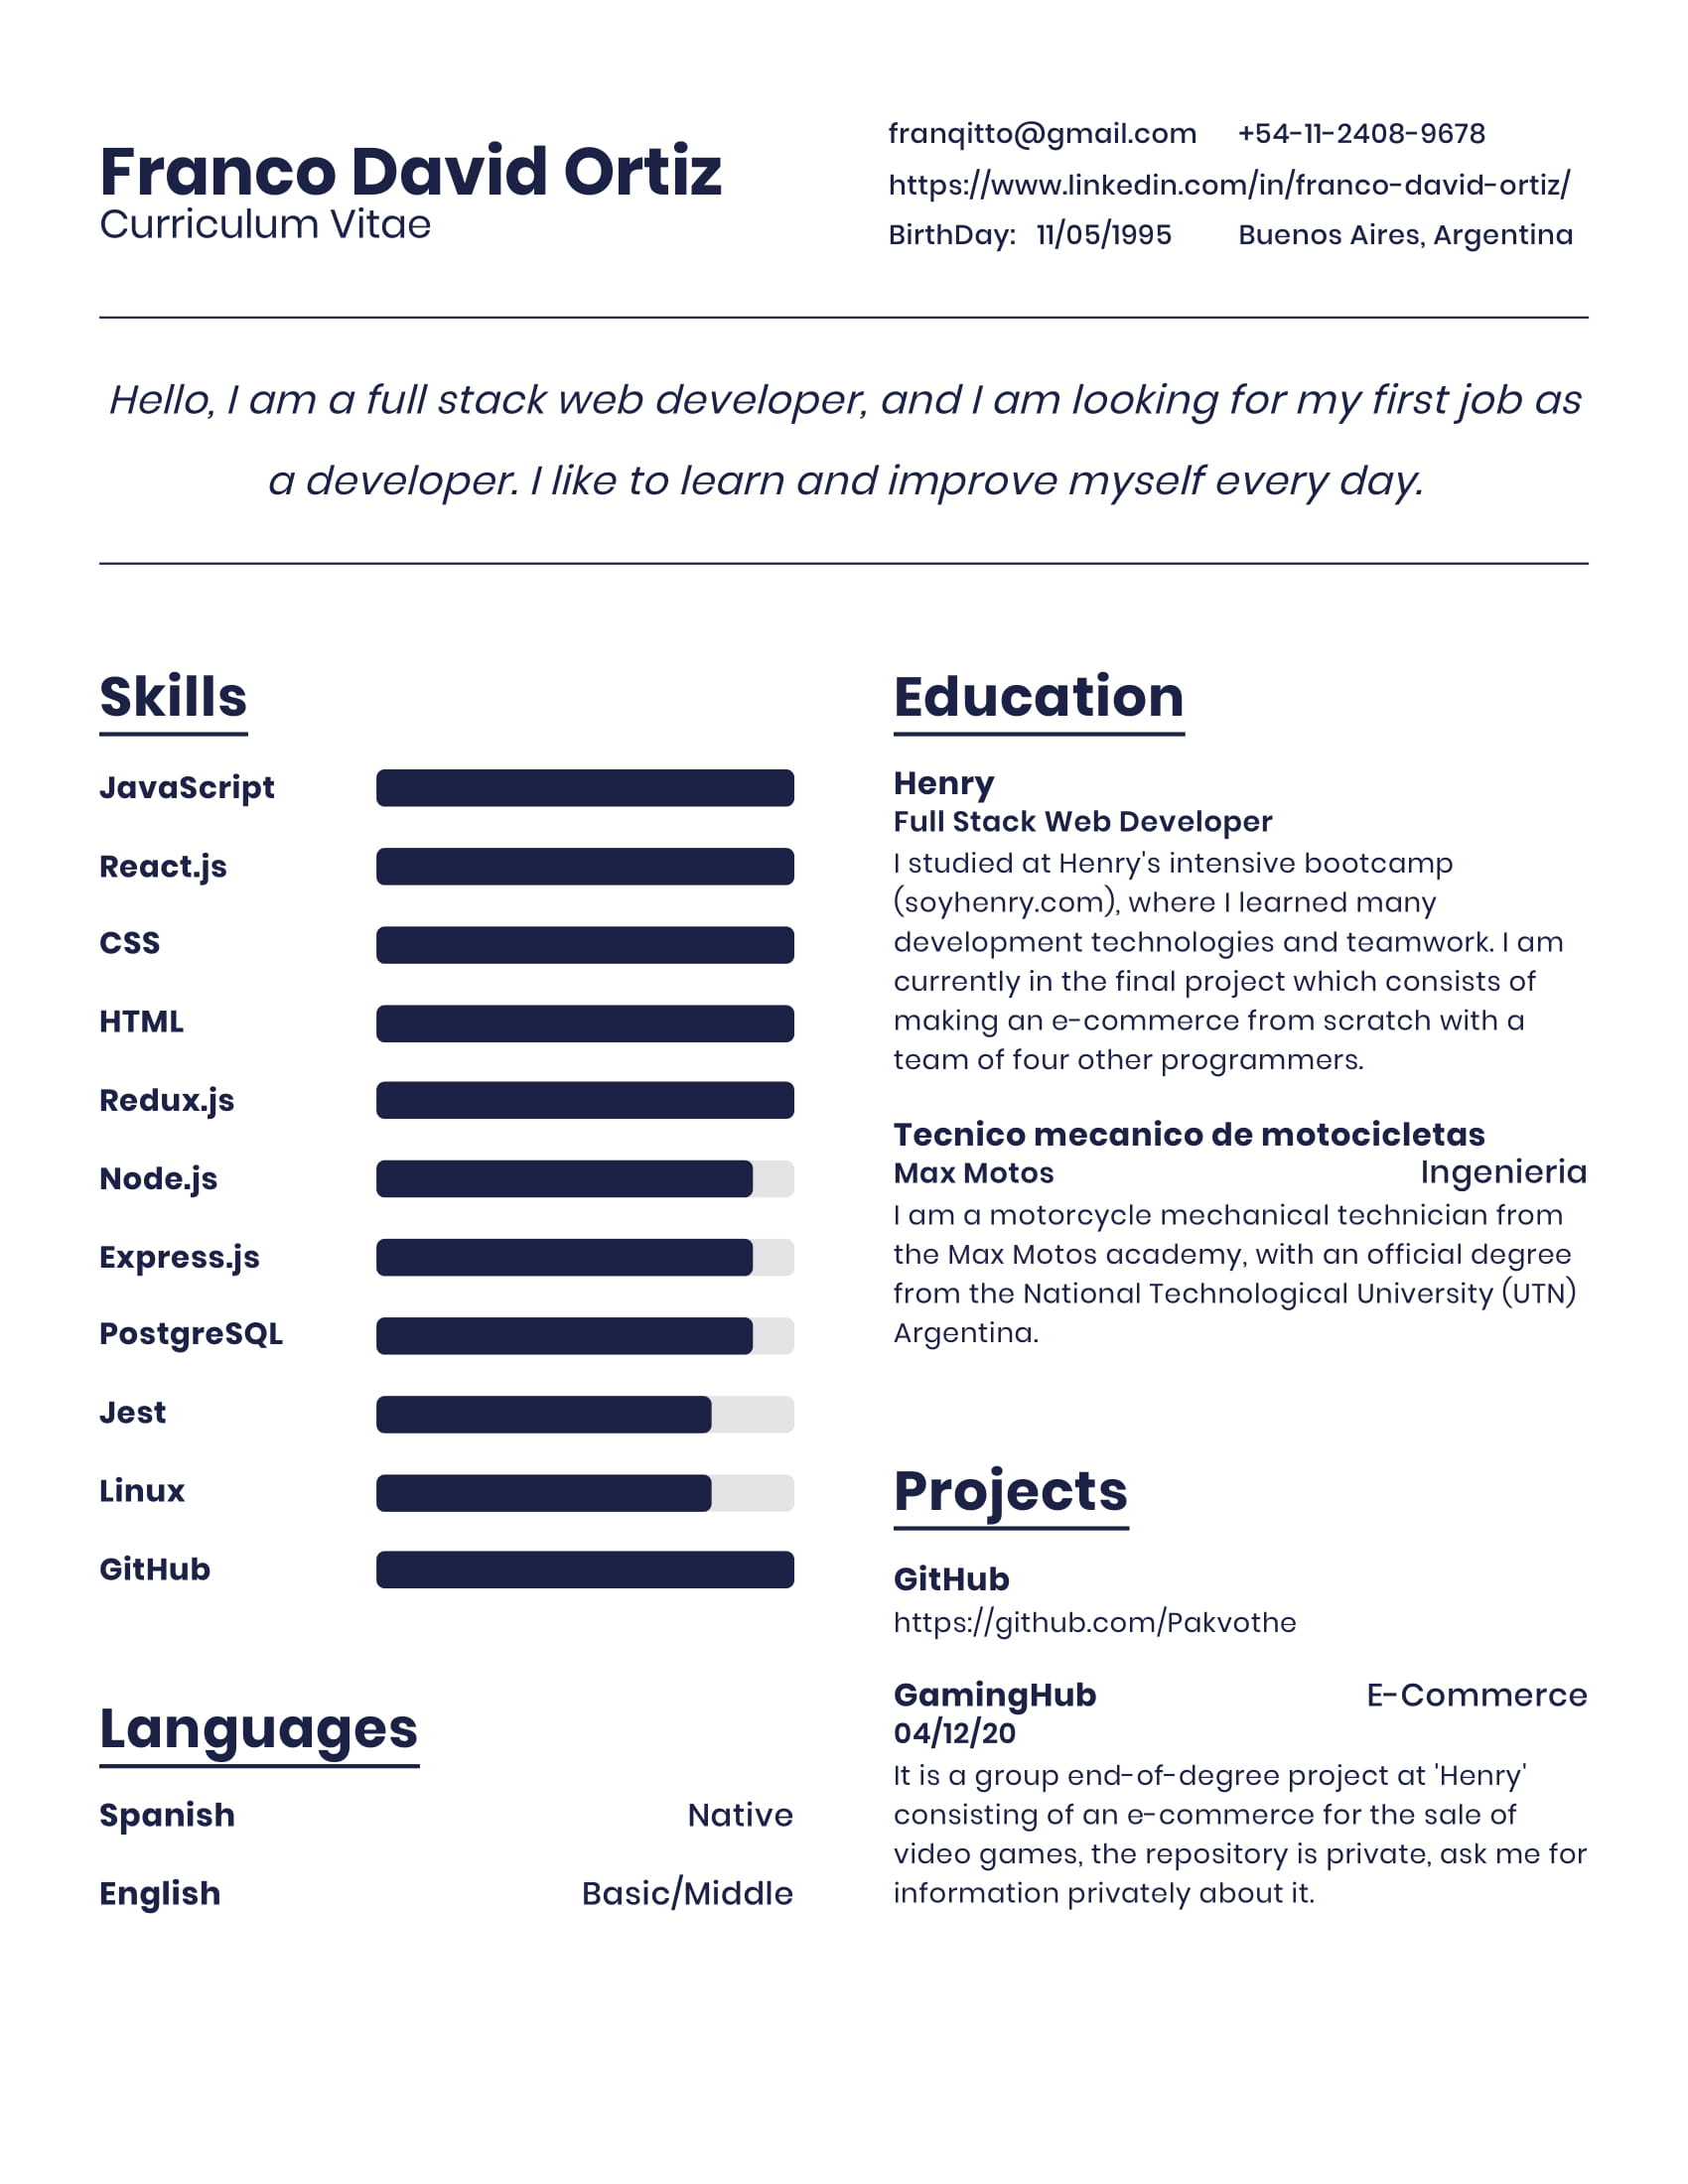 Franco David Ortiz
Curriculum Vitae
franqitto@gmail.com +54-11-2408-9678
https://www.linkedin.com/in/franco-david-ortiz/
BirthDay: 11/05/1995 Buenos Aires, Argentina
Hello, I am a full stack web developer, and I am looking for my first job as
a developer. I like to learn and improve myself every day.
Skills
JavaScript
React.js
CSS
HTML
Redux.js
Node.js
Express.js
PostgreSQL
Jest
Linux
GitHub
Languages
Spanish Native
English Basic/Middle
Education
Henry
Full Stack Web Developer
I studied at Henry's intensive bootcamp
(soyhenry.com), where I learned many
development technologies and teamwork. I am
currently in the final project which consists of
making an e-commerce from scratch with a
team of four other programmers.
Tecnico mecanico de motocicletas
Max Motos Ingenieria
I am a motorcycle mechanical technician from
the Max Motos academy, with an official degree
from the National Technological University (UTN)
Argentina.
Projects
GitHub
https://github.com/Pakvothe
GamingHub E-Commerce
04/12/20
It is a group end-of-degree project at 'Henry'
consisting of an e-commerce for the sale of
video games, the repository is private, ask me for
information privately about it.